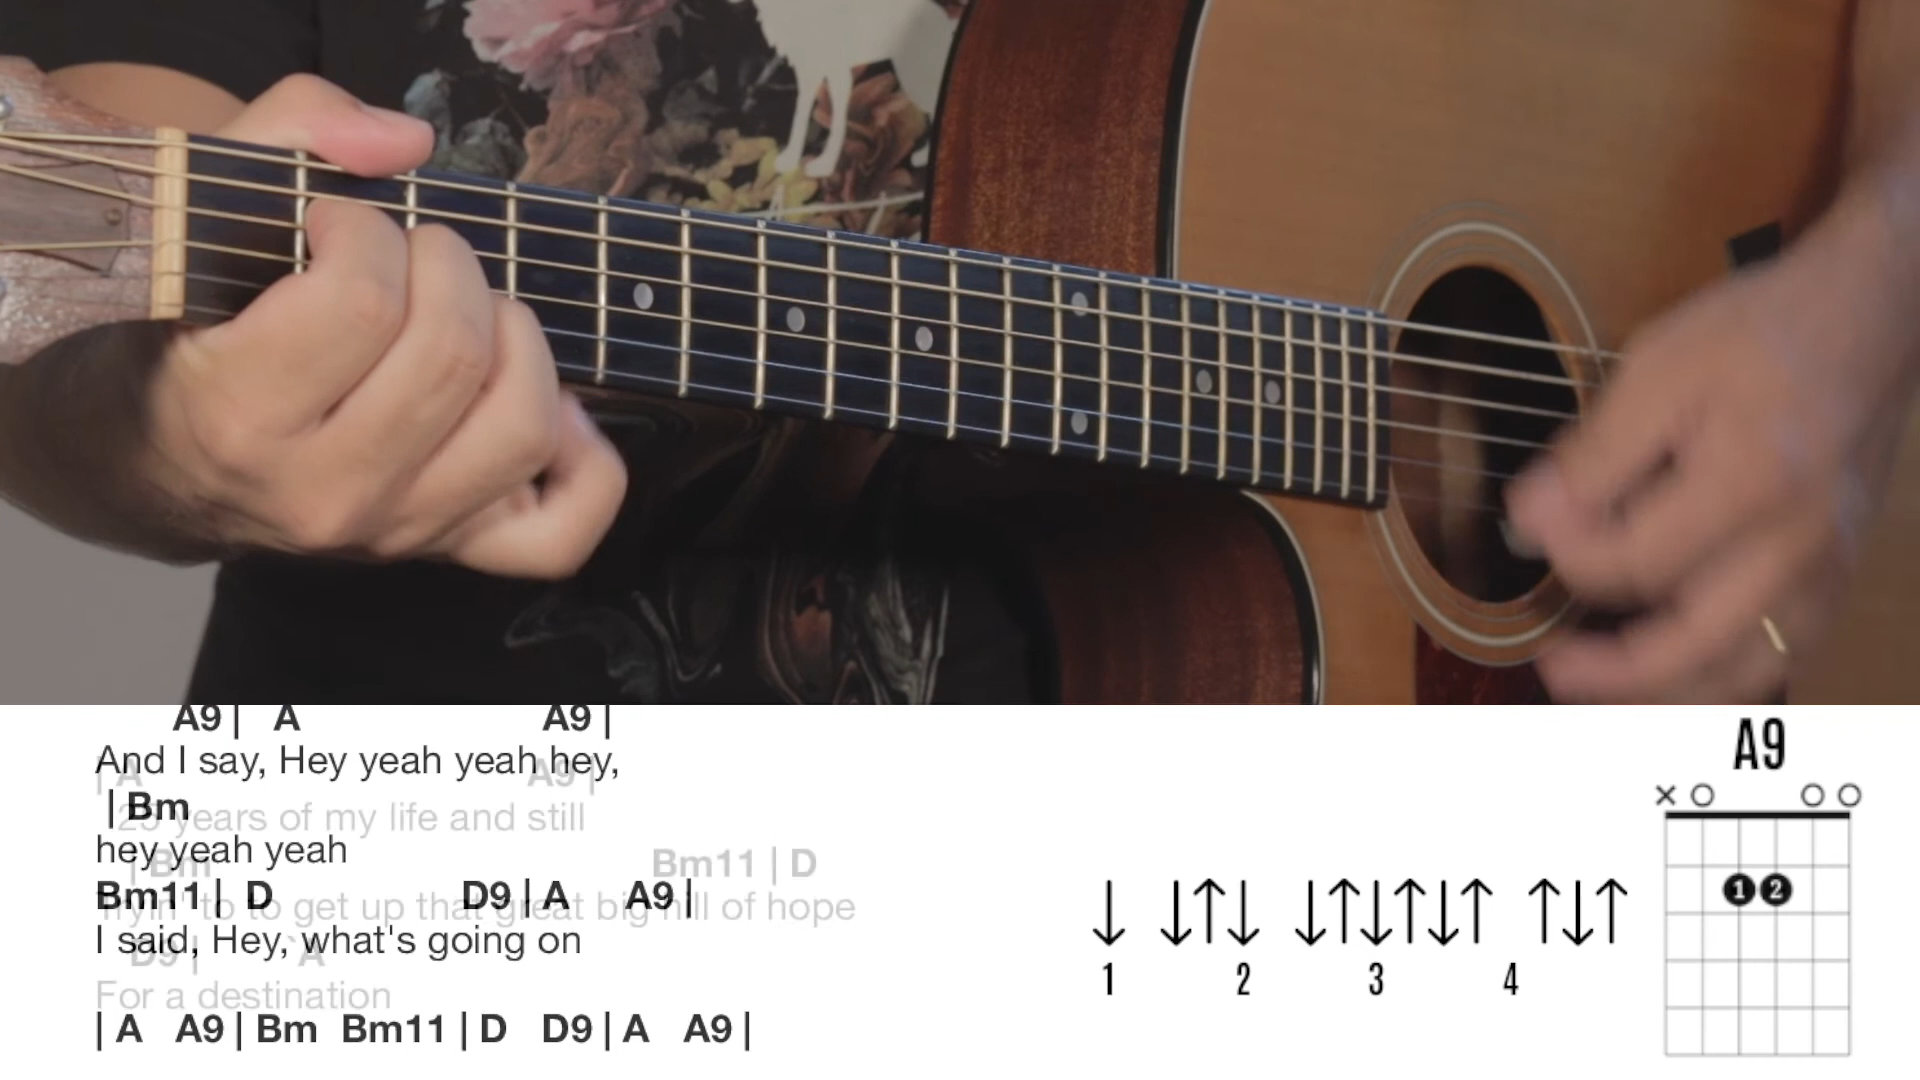 A9 | A A9 |
And I say, Hey yeah yeah hey,
| Bm
hey yeah yeah
Bm11 | D D9 | A A9 |
I said, Hey, what's going on
| A A9 | Bm Bm11 | D D9 | A A9 |
| A A9 |
25 years of my life and still
| Bm Bm11 | D
to get up that great big hill of hope
D9 | A
For a destination
1 2 3 4
A9
1 2